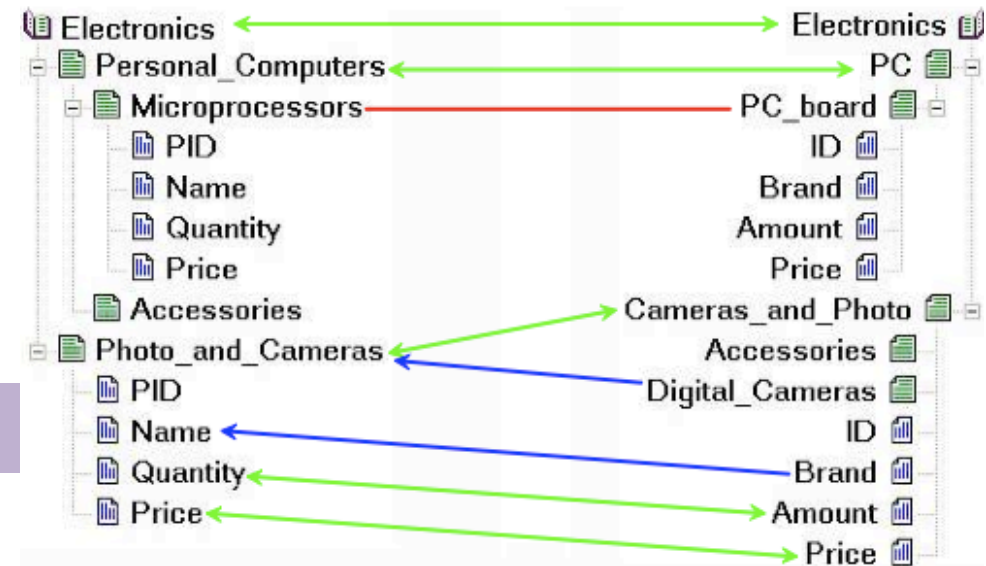 Electronics Electronics
Personal_Computers PC
Microprocessors PC_board
PID ID
Name Brand
Quantity Amount
Price Price
Accessories Cameras_and_Photo
Photo_and_Cameras Accessories
PID Digital_Cameras
Name ID
Quantity Brand
Price Amount
Price